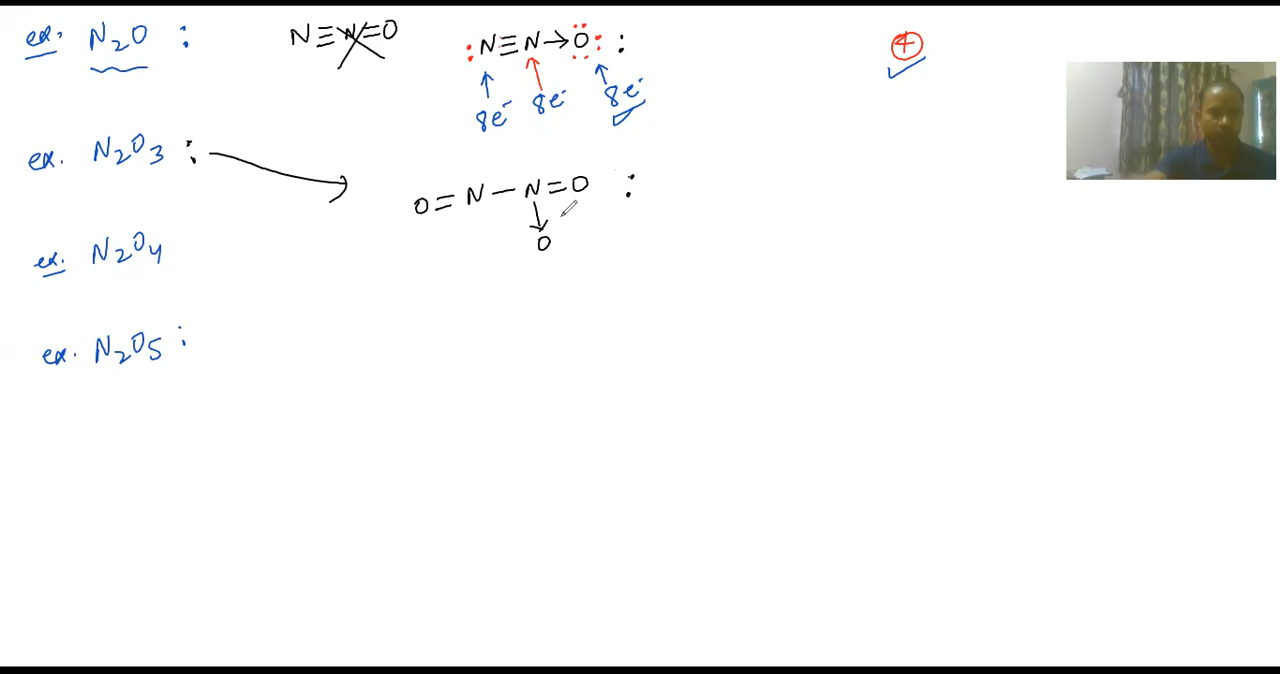 ex. N₂O : N≡N=O :N≡N→O: : ④
8e⁻ 8e⁻ 8e⁻
ex. N₂O₃ : O=N—N=O :
↓
O
ex. N₂O₄
ex. N₂O₅ :